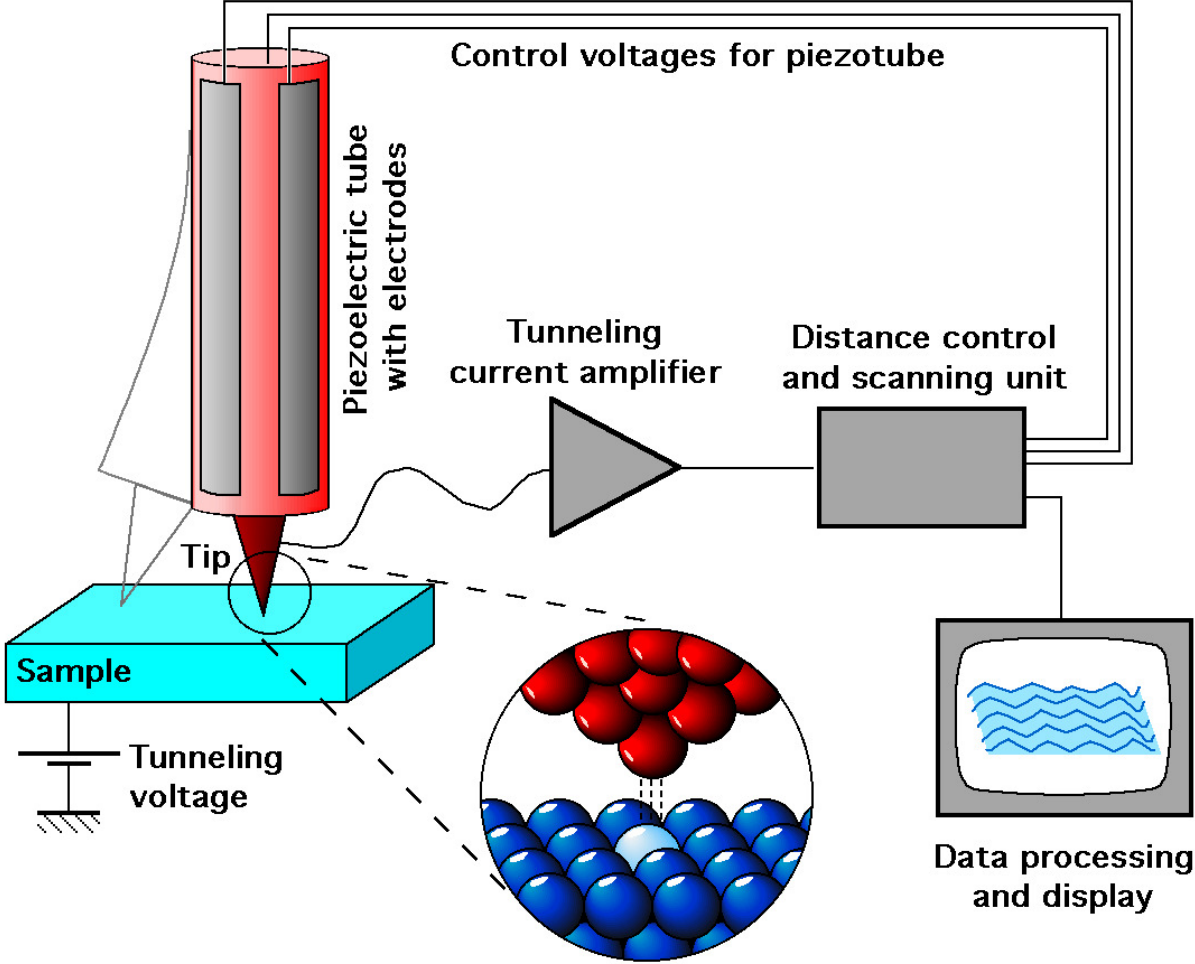 Control voltages for piezotube
Piezoelectric tube
with electrodes
Tunneling
current amplifier
Distance control
and scanning unit
Tip
Sample
Tunneling
voltage
Data processing
and display